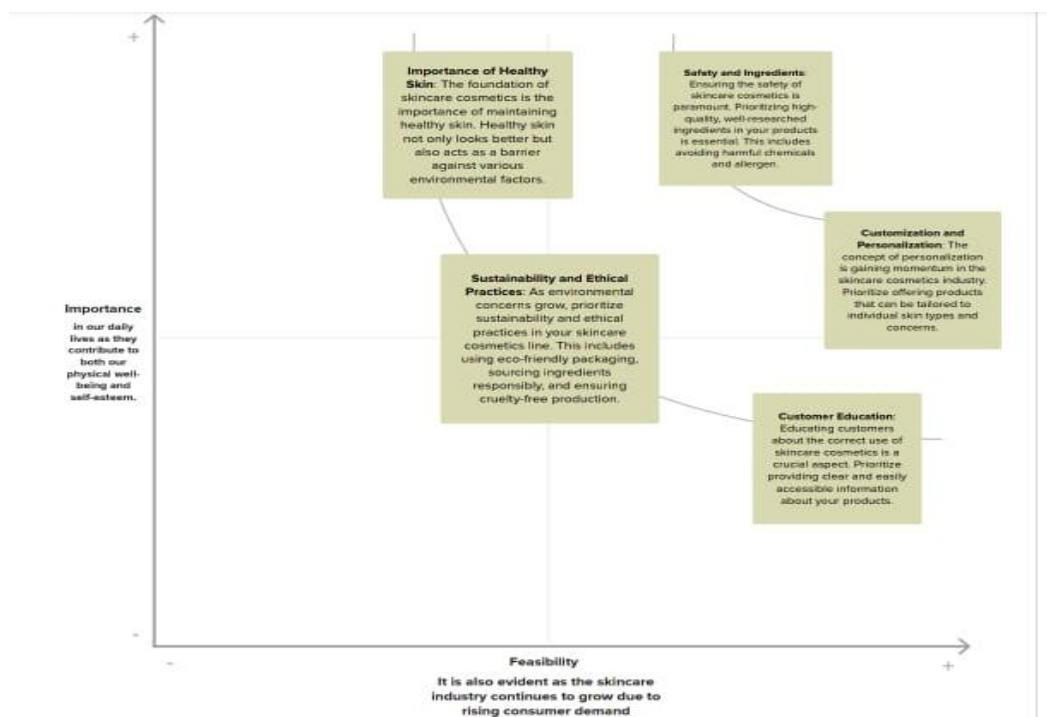 +
Importance of Healthy
Skin: The foundation of
skincare cosmetics is the
importance of maintaining
healthy skin. Healthy skin
not only looks better but
also acts as a barrier
against various
environmental factors.
Safety and Ingredients:
Ensuring the safety of
skincare cosmetics is
paramount. Prioritizing high-
quality, well-researched
ingredients in your products
is essential. This includes
avoiding harmful chemicals
and allergen.
Customization and
Personalization: The
concept of personalization
is gaining momentum in the
skincare cosmetics industry.
Prioritize offering products
that can be tailored to
individual skin types and
concerns.
Sustainability and Ethical
Practices: As environmental
concerns grow, prioritize
sustainability and ethical
practices in your skincare
cosmetics line. This includes
using eco-friendly packaging,
sourcing ingredients
responsibly, and ensuring
cruelty-free production.
Importance
in our daily
lives as they
contribute to
both our
physical well-
being and
self-esteem.
Customer Education:
Educating customers
about the correct use of
skincare cosmetics is a
crucial aspect. Prioritize
providing clear and easily
accessible information
about your products.
-
-
+
Feasibility
It is also evident as the skincare
industry continues to grow due to
rising consumer demand